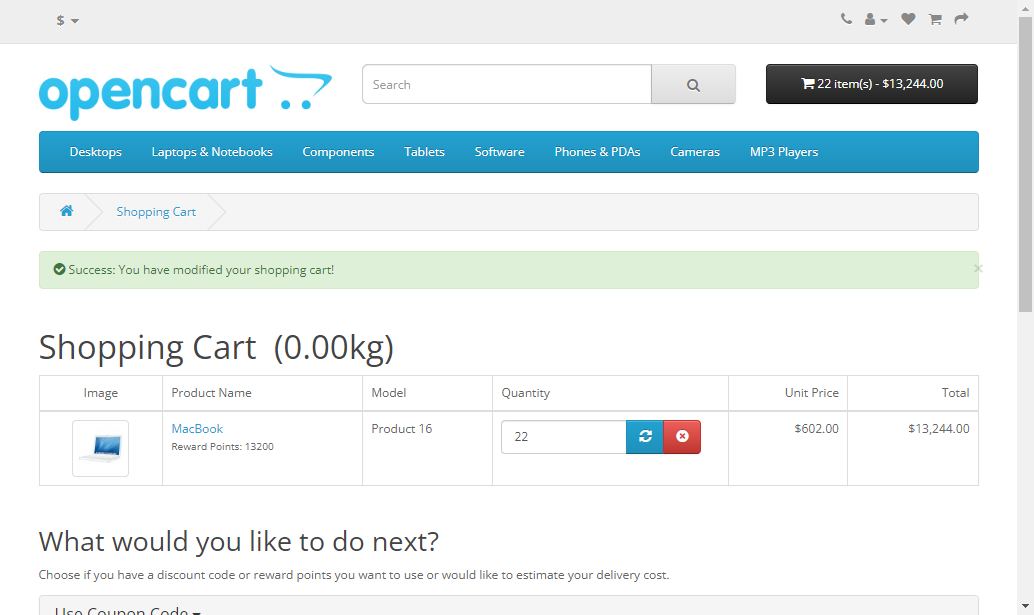 $
opencart
Search
22 item(s) - $13,244.00
Desktops
Laptops & Notebooks
Components
Tablets
Software
Phones & PDAs
Cameras
MP3 Players
Shopping Cart
Success: You have modified your shopping cart!
×
Shopping Cart (0.00kg)
Image
Product Name
Model
Quantity
Unit Price
Total
MacBook
Reward Points: 13200
Product 16
22
$602.00
$13,244.00
What would you like to do next?
Choose if you have a discount code or reward points you want to use or would like to estimate your delivery cost.
Use Coupon Code